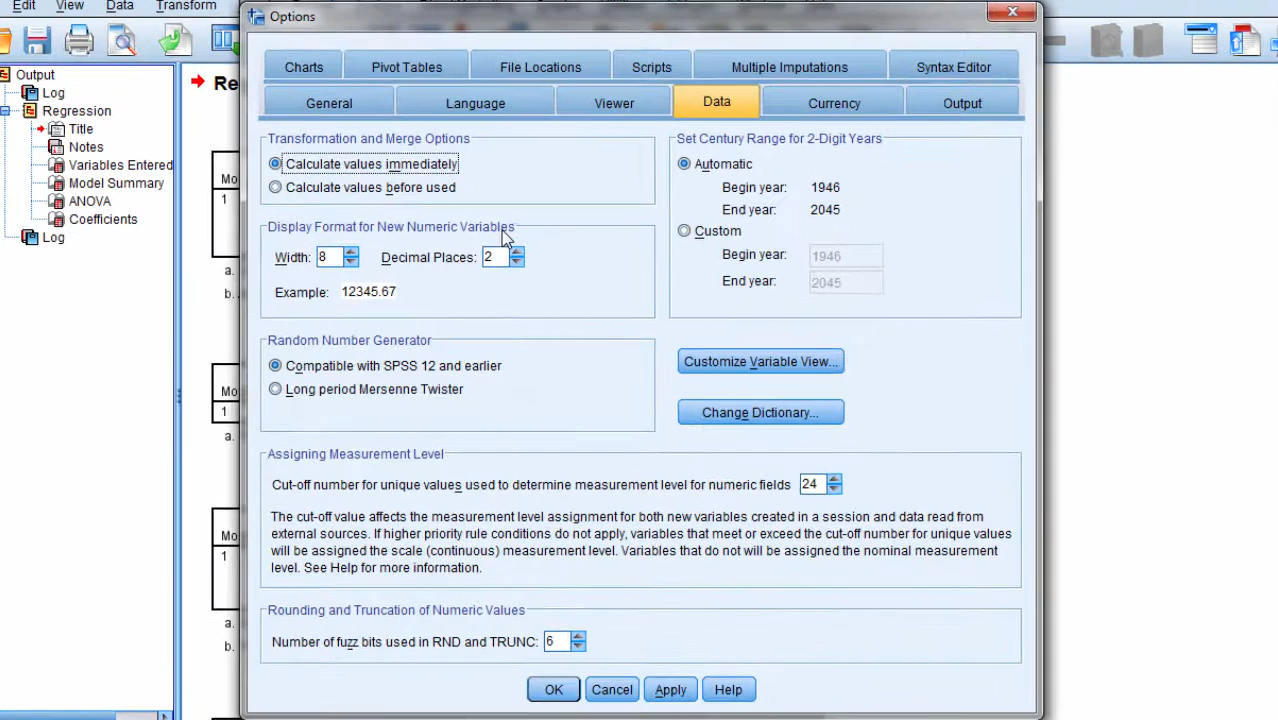 Edit View Data Transform
Options
Charts Pivot Tables File Locations Scripts Multiple Imputations Syntax Editor
General Language Viewer Data Currency Output
Output
Log
Regression
Title
Notes
Variables Entered
Model Summary
ANOVA
Coefficients
Log
Re
Mo
1
a.
b.
Mo
1
a.
Mo
1
a.
b.
Transformation and Merge Options
Calculate values immediately
Calculate values before used
Display Format for New Numeric Variables
Width: 8 Decimal Places: 2
Example: 12345.67
Random Number Generator
Compatible with SPSS 12 and earlier
Long period Mersenne Twister
Set Century Range for 2-Digit Years
Automatic
Begin year: 1946
End year: 2045
Custom
Begin year: 1946
End year: 2045
Customize Variable View...
Change Dictionary...
Assigning Measurement Level
Cut-off number for unique values used to determine measurement level for numeric fields 24
The cut-off value affects the measurement level assignment for both new variables created in a session and data read from
external sources. If higher priority rule conditions do not apply, variables that meet or exceed the cut-off number for unique values
will be assigned the scale (continuous) measurement level. Variables that do not will be assigned the nominal measurement
level. See Help for more information.
Rounding and Truncation of Numeric Values
Number of fuzz bits used in RND and TRUNC: 6
OK Cancel Apply Help